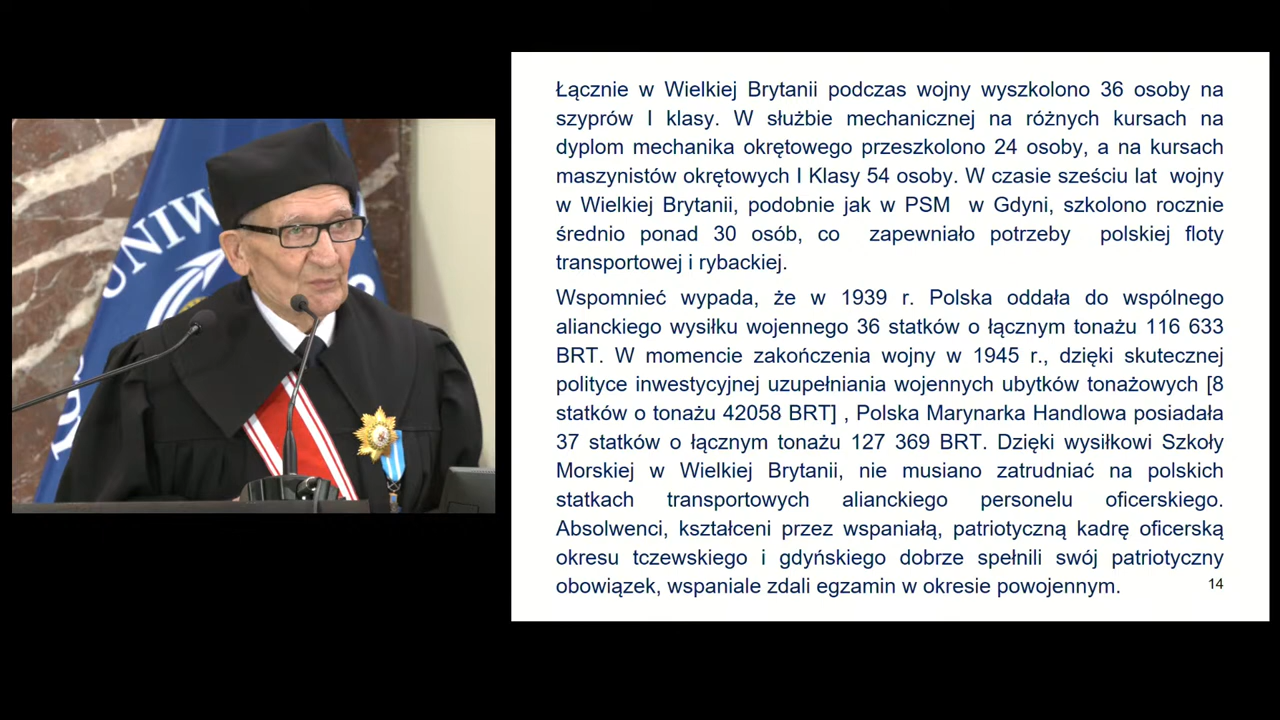 Łącznie w Wielkiej Brytanii podczas wojny wyszkolono 36 osoby na
szyprów I klasy. W służbie mechanicznej na różnych kursach na
dyplom mechanika okrętowego przeszkolono 24 osoby, a na kursach
maszynistów okrętowych I Klasy 54 osoby. W czasie sześciu lat wojny
w Wielkiej Brytanii, podobnie jak w PSM w Gdyni, szkolono rocznie
średnio ponad 30 osób, co zapewniało potrzeby polskiej floty
transportowej i rybackiej.
Wspomnieć wypada, że w 1939 r. Polska oddała do wspólnego
alianckiego wysiłku wojennego 36 statków o łącznym tonażu 116 633
BRT. W momencie zakończenia wojny w 1945 r., dzięki skutecznej
polityce inwestycyjnej uzupełniania wojennych ubytków tonażowych [8
statków o tonażu 42058 BRT] , Polska Marynarka Handlowa posiadała
37 statków o łącznym tonażu 127 369 BRT. Dzięki wysiłkowi Szkoły
Morskiej w Wielkiej Brytanii, nie musiano zatrudniać na polskich
statkach transportowych alianckiego personelu oficerskiego.
Absolwenci, kształceni przez wspaniałą, patriotyczną kadrę oficerską
okresu tczewskiego i gdyńskiego dobrze spełnili swój patriotyczny
obowiązek, wspaniale zdali egzamin w okresie powojennym.
14